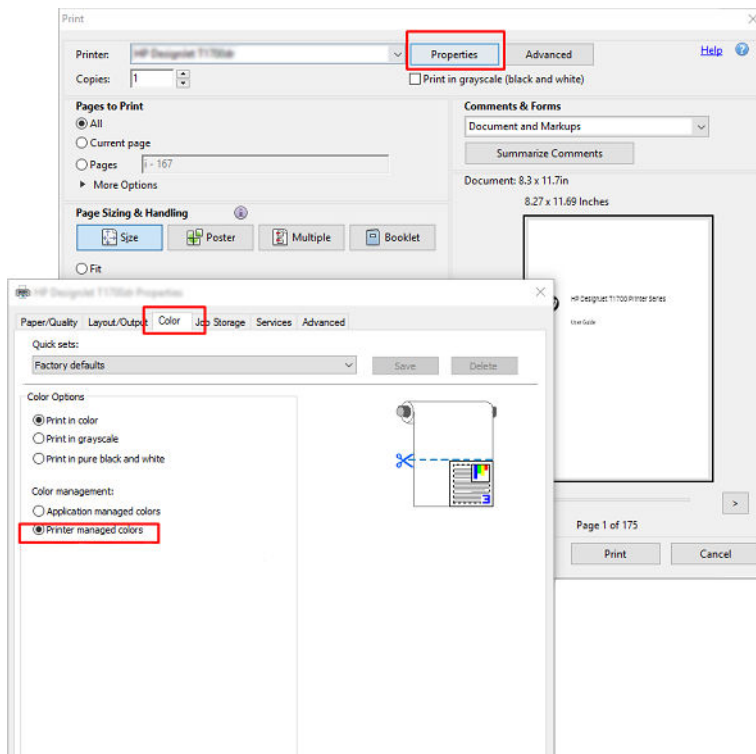 Print
Printer:
Properties
Advanced
Help
Copies: 1
Print in grayscale (black and white)
Pages to Print
All
Current page
Pages i - 167
More Options
Comments & Forms
Document and Markups
Summarize Comments
Page Sizing & Handling
Size
Poster
Multiple
Booklet
Fit
Document: 8.3 x 11.7in
8.27 x 11.69 Inches
HP DesignJet T1700 Printer Series
User Guide
>
Page 1 of 175
Print
Cancel
Paper/Quality Layout/Output Color Job Storage Services Advanced
Quick sets:
Factory defaults
Save
Delete
Color Options
Print in color
Print in grayscale
Print in pure black and white
Color management:
Application managed colors
Printer managed colors
3